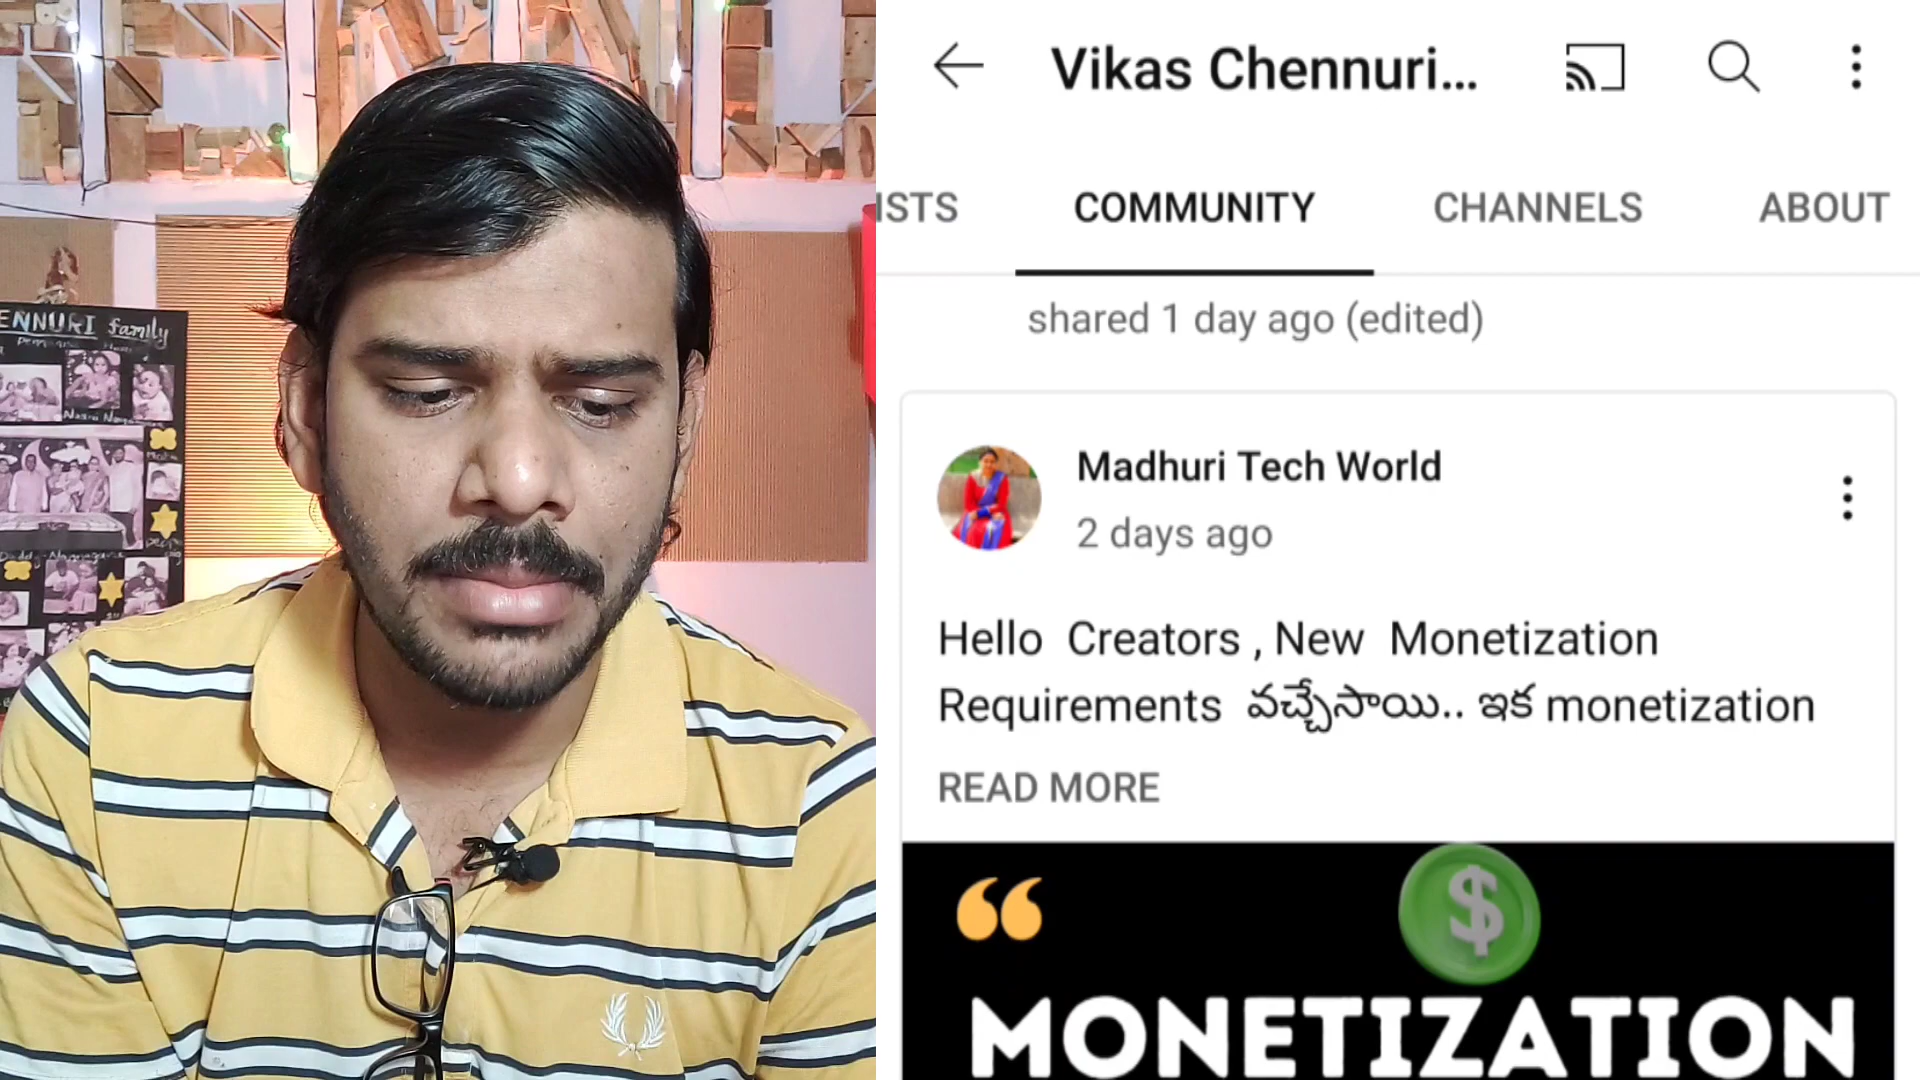 ENNURI family
Vikas Chennuri...
ISTS
COMMUNITY
CHANNELS
ABOUT
shared 1 day ago (edited)
Madhuri Tech World
2 days ago
Hello Creators , New Monetization
Requirements వచ్చేసాయి.. ఇక monetization
READ MORE
“
$
MONETIZATION